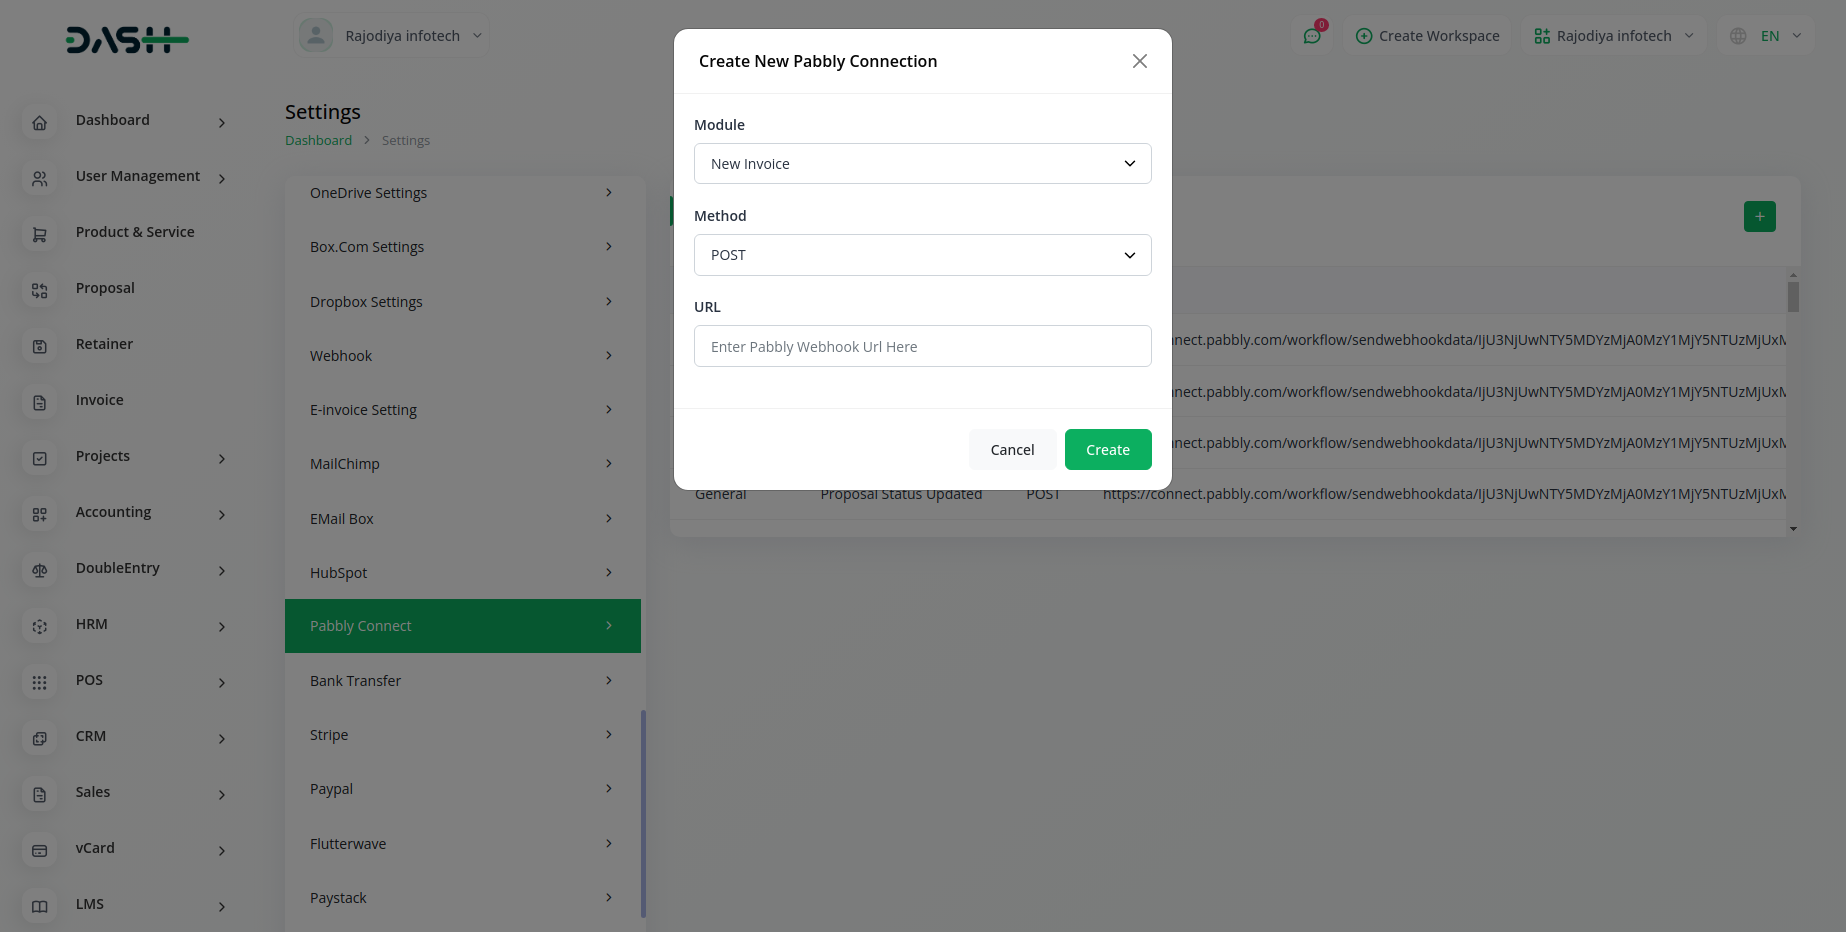 DASH
Rajodiya infotech
0
Create Workspace
Rajodiya infotech
EN
Dashboard
User Management
Product & Service
Proposal
Retainer
Invoice
Projects
Accounting
DoubleEntry
HRM
POS
CRM
Sales
vCard
LMS
Settings
Dashboard > Settings
OneDrive Settings
Box.Com Settings
Dropbox Settings
Webhook
E-invoice Setting
MailChimp
EMail Box
HubSpot
Pabbly Connect
Bank Transfer
Stripe
Paypal
Flutterwave
Paystack
Create New Pabbly Connection
Module
New Invoice
Method
POST
URL
Enter Pabbly Webhook Url Here
Cancel
Create
+
nnect.pabbly.com/workflow/sendwebhookdata/IjU3NjUwNTY5MDYzMjA0MzY1MjY5NTUzMjUxM
nnect.pabbly.com/workflow/sendwebhookdata/IjU3NjUwNTY5MDYzMjA0MzY1MjY5NTUzMjUxM
nnect.pabbly.com/workflow/sendwebhookdata/IjU3NjUwNTY5MDYzMjA0MzY1MjY5NTUzMjUxM
General Proposal Status Updated POST https://connect.pabbly.com/workflow/sendwebhookdata/IjU3NjUwNTY5MDYzMjA0MzY1MjY5NTUzMjUxM